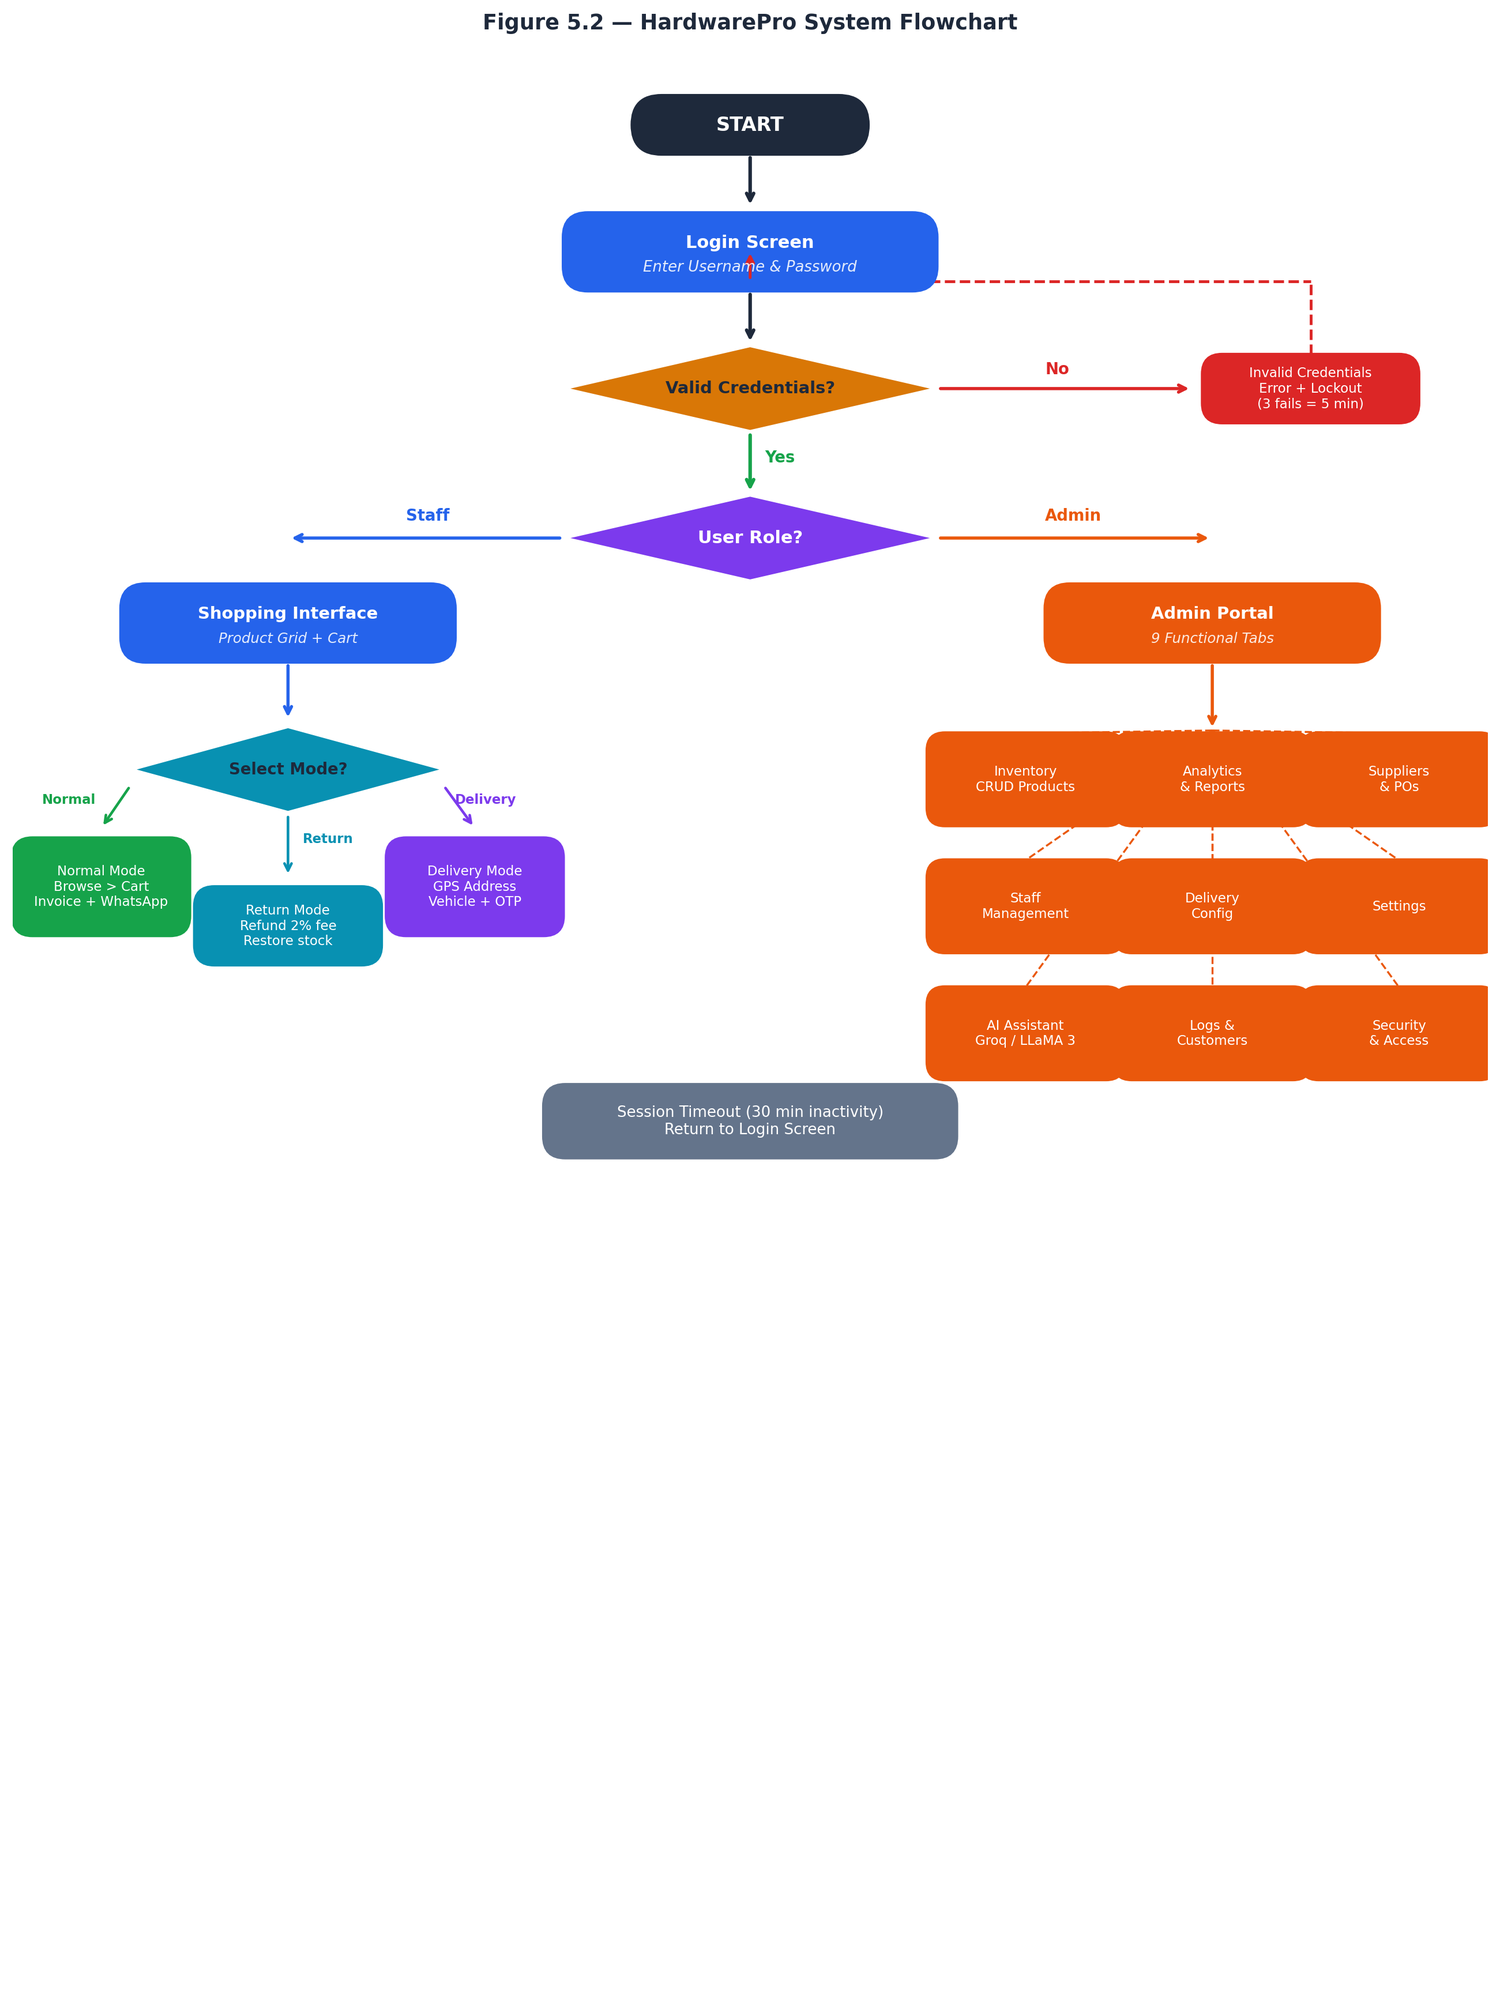 Figure 5.2 — HardwarePro System Flowchart
START
Login Screen
Enter Username & Password
Valid Credentials?
No
Invalid Credentials
Error + Lockout
(3 fails = 5 min)
Yes
Staff
User Role?
Admin
Shopping Interface
Product Grid + Cart
Admin Portal
9 Functional Tabs
Select Mode?
Normal
Delivery
Return
Normal Mode
Browse > Cart
Invoice + WhatsApp
Return Mode
Refund 2% fee
Restore stock
Delivery Mode
GPS Address
Vehicle + OTP
Inventory
CRUD Products
Analytics
& Reports
Suppliers
& POs
Staff
Management
Delivery
Config
Settings
AI Assistant
Groq / LLaMA 3
Logs &
Customers
Security
& Access
Session Timeout (30 min inactivity)
Return to Login Screen